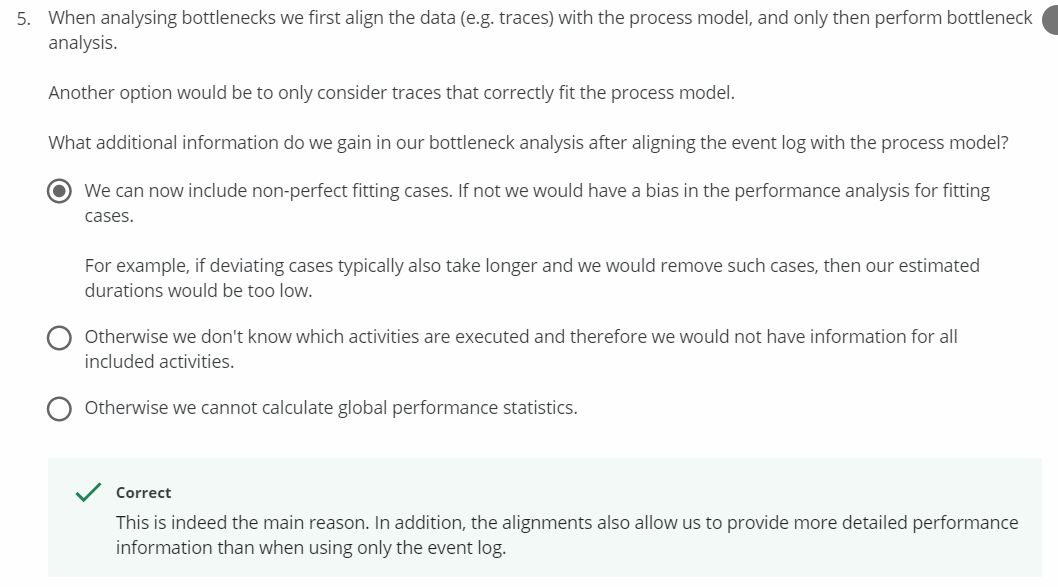 5. When analysing bottlenecks we first align the data (e.g. traces) with the process model, and only then perform bottleneck
analysis.
Another option would be to only consider traces that correctly fit the process model.
What additional information do we gain in our bottleneck analysis after aligning the event log with the process model?
We can now include non-perfect fitting cases. If not we would have a bias in the performance analysis for fitting
cases.
For example, if deviating cases typically also take longer and we would remove such cases, then our estimated
durations would be too low.
Otherwise we don't know which activities are executed and therefore we would not have information for all
included activities.
Otherwise we cannot calculate global performance statistics.
Correct
This is indeed the main reason. In addition, the alignments also allow us to provide more detailed performance
information than when using only the event log.